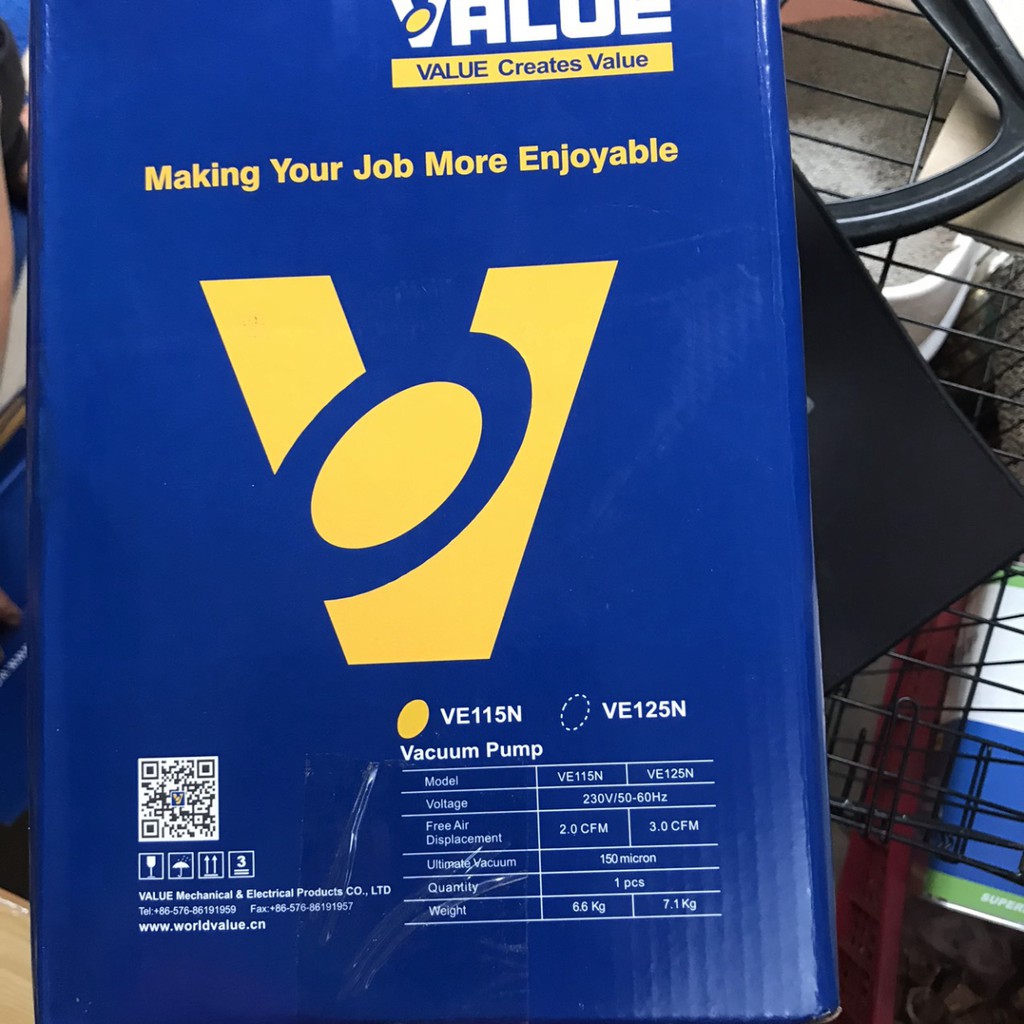 VALUE
VALUE Creates Value
Making Your Job More Enjoyable
VE115N VE125N
Vacuum Pump
Model VE115N VE125N
Voltage 230V/50-60Hz
Free Air Displacement 2.0 CFM 3.0 CFM
Ultimate Vacuum 150 micron
Quantity 1 pcs
Weight 6.6 Kg 7.1 Kg
3
VALUE Mechanical & Electrical Products CO., LTD
Tel:+86-576-86191959 Fax:+86-576-86191957
www.worldvalue.cn
SUPER